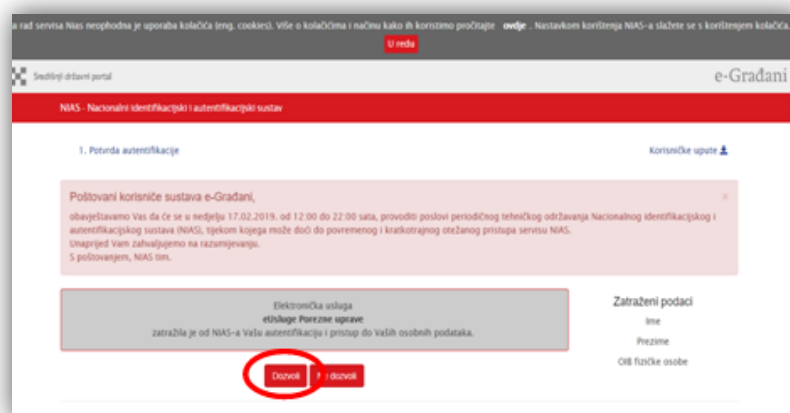 a rad servisa Nias neophodna je uporaba kolačića (eng. cookies). Više o kolačićima i načinu kako ih koristimo pročitajte ovdje . Nastavkom korištenja NIAS-a slažete se s korištenjem kolačića.
U redu
Središnji državni portal
e-Građani
NIAS - Nacionalni identifikacijski i autentifikacijski sustav
1. Potvrda autentifikacije
Korisničke upute
Poštovani korisniče sustava e-Građani,
×
obavještavamo Vas da će se u nedjelju 17.02.2019. od 12:00 do 22:00 sata, provoditi poslovi periodičnog tehničkog održavanja Nacionalnog identifikacijskog i
autentifikacijskog sustava (NIAS), tijekom kojega može doći do povremenog i kratkotrajnog otežanog pristupa servisu NIAS.
Unaprijed Vam zahvaljujemo na razumijevanju.
S poštovanjem, NIAS tim.
Elektronička usluga
eUsluge Porezne uprave
zatražila je od NIAS-a Vašu autentifikaciju i pristup do Vaših osobnih podataka.
Zatraženi podaci
Ime
Prezime
OIB fizičke osobe
Dozvoli
Ne dozvoli